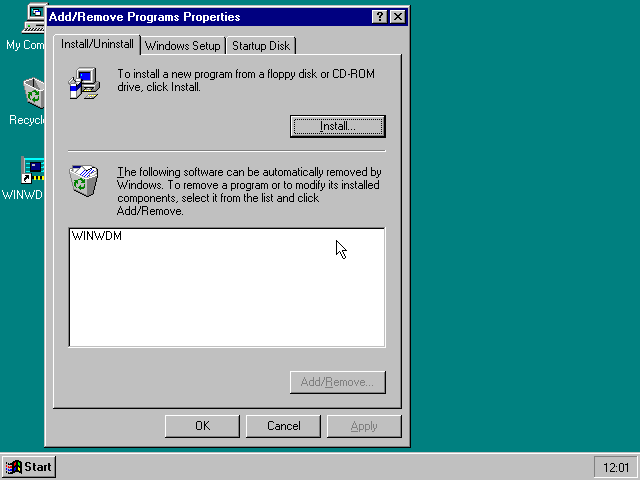 Add/Remove Programs Properties
My Com
Recycl
WINWD
Install/Uninstall
Windows Setup
Startup Disk
To install a new program from a floppy disk or CD-ROM
drive, click Install.
Install...
The following software can be automatically removed by
Windows. To remove a program or to modify its installed
components, select it from the list and click
Add/Remove.
WINWDM
Add/Remove...
OK
Cancel
Apply
Start
12:01